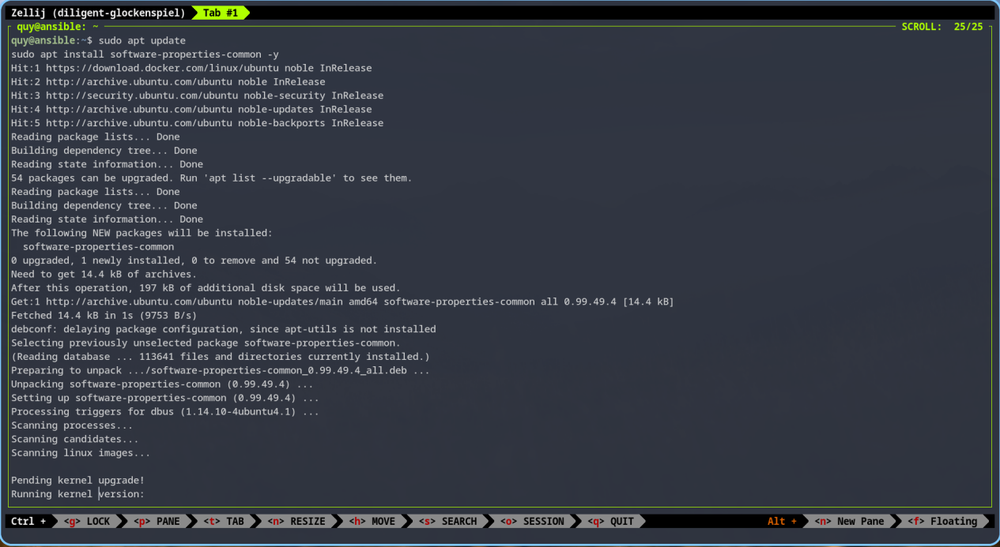 Zellij (diligent-glockenspiel) Tab #1
quy@ansible: ~ SCROLL: 25/25
quy@ansible:~$ sudo apt update
sudo apt install software-properties-common -y
Hit:1 https://download.docker.com/linux/ubuntu noble InRelease
Hit:2 http://archive.ubuntu.com/ubuntu noble InRelease
Hit:3 http://security.ubuntu.com/ubuntu noble-security InRelease
Hit:4 http://archive.ubuntu.com/ubuntu noble-updates InRelease
Hit:5 http://archive.ubuntu.com/ubuntu noble-backports InRelease
Reading package lists... Done
Building dependency tree... Done
Reading state information... Done
54 packages can be upgraded. Run 'apt list --upgradable' to see them.
Reading package lists... Done
Building dependency tree... Done
Reading state information... Done
The following NEW packages will be installed:
  software-properties-common
0 upgraded, 1 newly installed, 0 to remove and 54 not upgraded.
Need to get 14.4 kB of archives.
After this operation, 197 kB of additional disk space will be used.
Get:1 http://archive.ubuntu.com/ubuntu noble-updates/main amd64 software-properties-common all 0.99.49.4 [14.4 kB]
Fetched 14.4 kB in 1s (9753 B/s)
debconf: delaying package configuration, since apt-utils is not installed
Selecting previously unselected package software-properties-common.
(Reading database ... 113641 files and directories currently installed.)
Preparing to unpack .../software-properties-common_0.99.49.4_all.deb ...
Unpacking software-properties-common (0.99.49.4) ...
Setting up software-properties-common (0.99.49.4) ...
Processing triggers for dbus (1.14.10-4ubuntu4.1) ...
Scanning processes...
Scanning candidates...
Scanning linux images...
Pending kernel upgrade!
Running kernel version:
Ctrl + <g> LOCK <p> PANE <t> TAB <n> RESIZE <h> MOVE <s> SEARCH <o> SESSION <q> QUIT Alt + <n> New Pane <f> Floating